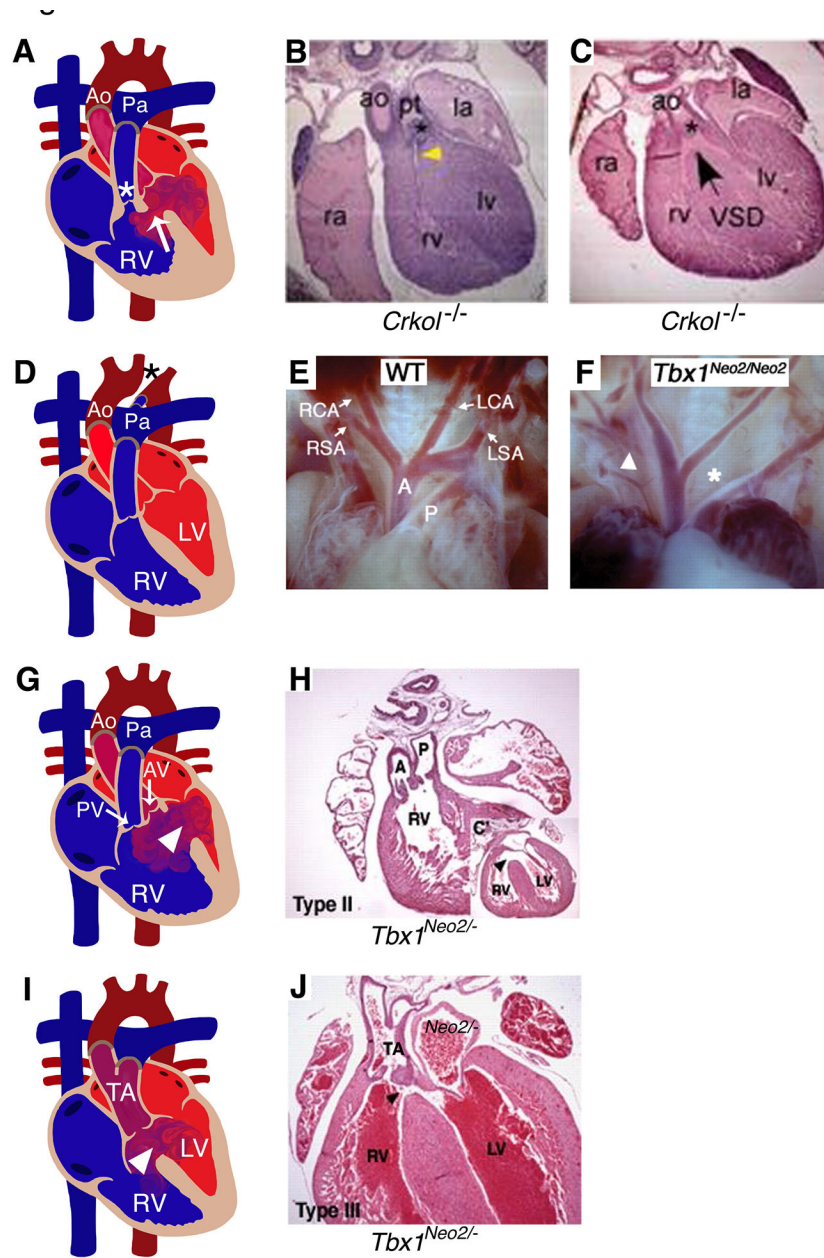 A
Ao
Pa
*
RV
B
ao
pt
la
*
ra
lv
rv
Crkol-/-
C
ao
la
*
ra
lv
rv
VSD
Crkol-/-
D
*
Ao
Pa
LV
RV
E
WT
RCA
LCA
RSA
LSA
A
P
F
Tbx1Neo2/Neo2
*
G
Ao
Pa
AV
PV
RV
H
P
A
RV
C'
RV
LV
Type II
Tbx1Neo2/-
I
TA
LV
RV
J
Neo2/-
TA
RV
LV
Type III
Tbx1Neo2/-